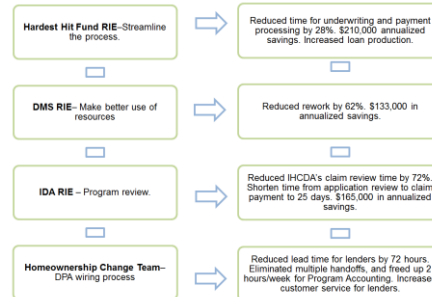 Hardest Hit Fund RIE–Streamline
the process.
Reduced time for underwriting and payment
processing by 28%. $210,000 annualized
savings. Increased loan production.
DMS RIE– Make better use of
resources
Reduced rework by 62%. $133,000 in
annualized savings.
IDA RIE – Program review.
Reduced IHCDA's claim review time by 72%.
Shorten time from application review to claim
payment to 25 days. $165,000 in annualized
savings.
Homeownership Change Team–
DPA wiring process
Reduced lead time for lenders by 72 hours.
Eliminated multiple handoffs, and freed up 2
hours/week for Program Accounting. Increase
customer service for lenders.